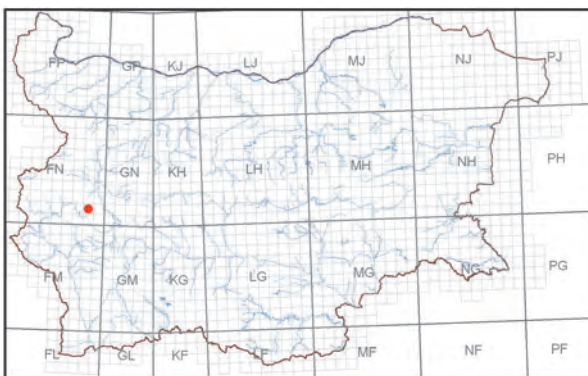 FP GP KJ LJ MJ NJ PJ
FN GN KH LH MH NH PH
FM GM KG LG MG NG PG
FL GL KF LF MF NF PF